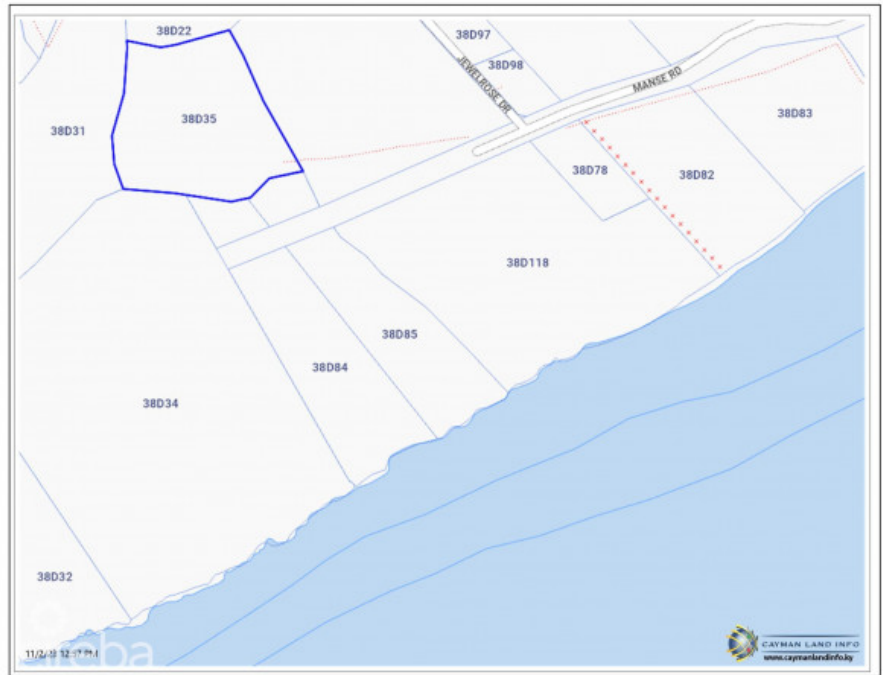 38D22
38D97
38D98
JEWELROSE DR
MANSE RD
38D83
38D35
38D31
38D78
38D82
38D118
38D85
38D84
38D34
38D32
CAYMAN LAND INFO
www.caymanlandinfo.ky